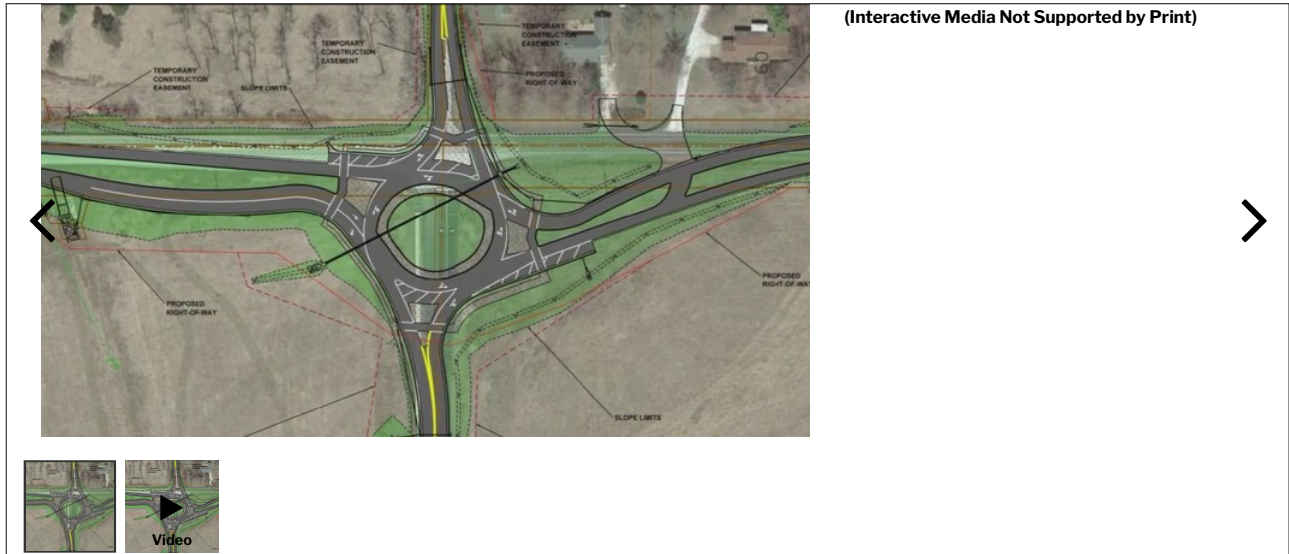 (Interactive Media Not Supported by Print)
TEMPORARY
CONSTRUCTION
EASEMENT
TEMPORARY
CONSTRUCTION
EASEMENT
TEMPORARY
CONSTRUCTION
EASEMENT
SLOPE LIMITS
PROPOSED
RIGHT-OF-WAY
PROPOSED
RIGHT-OF-WA
PROPOSED
RIGHT-OF-WAY
SLOPE LIMITS
Video